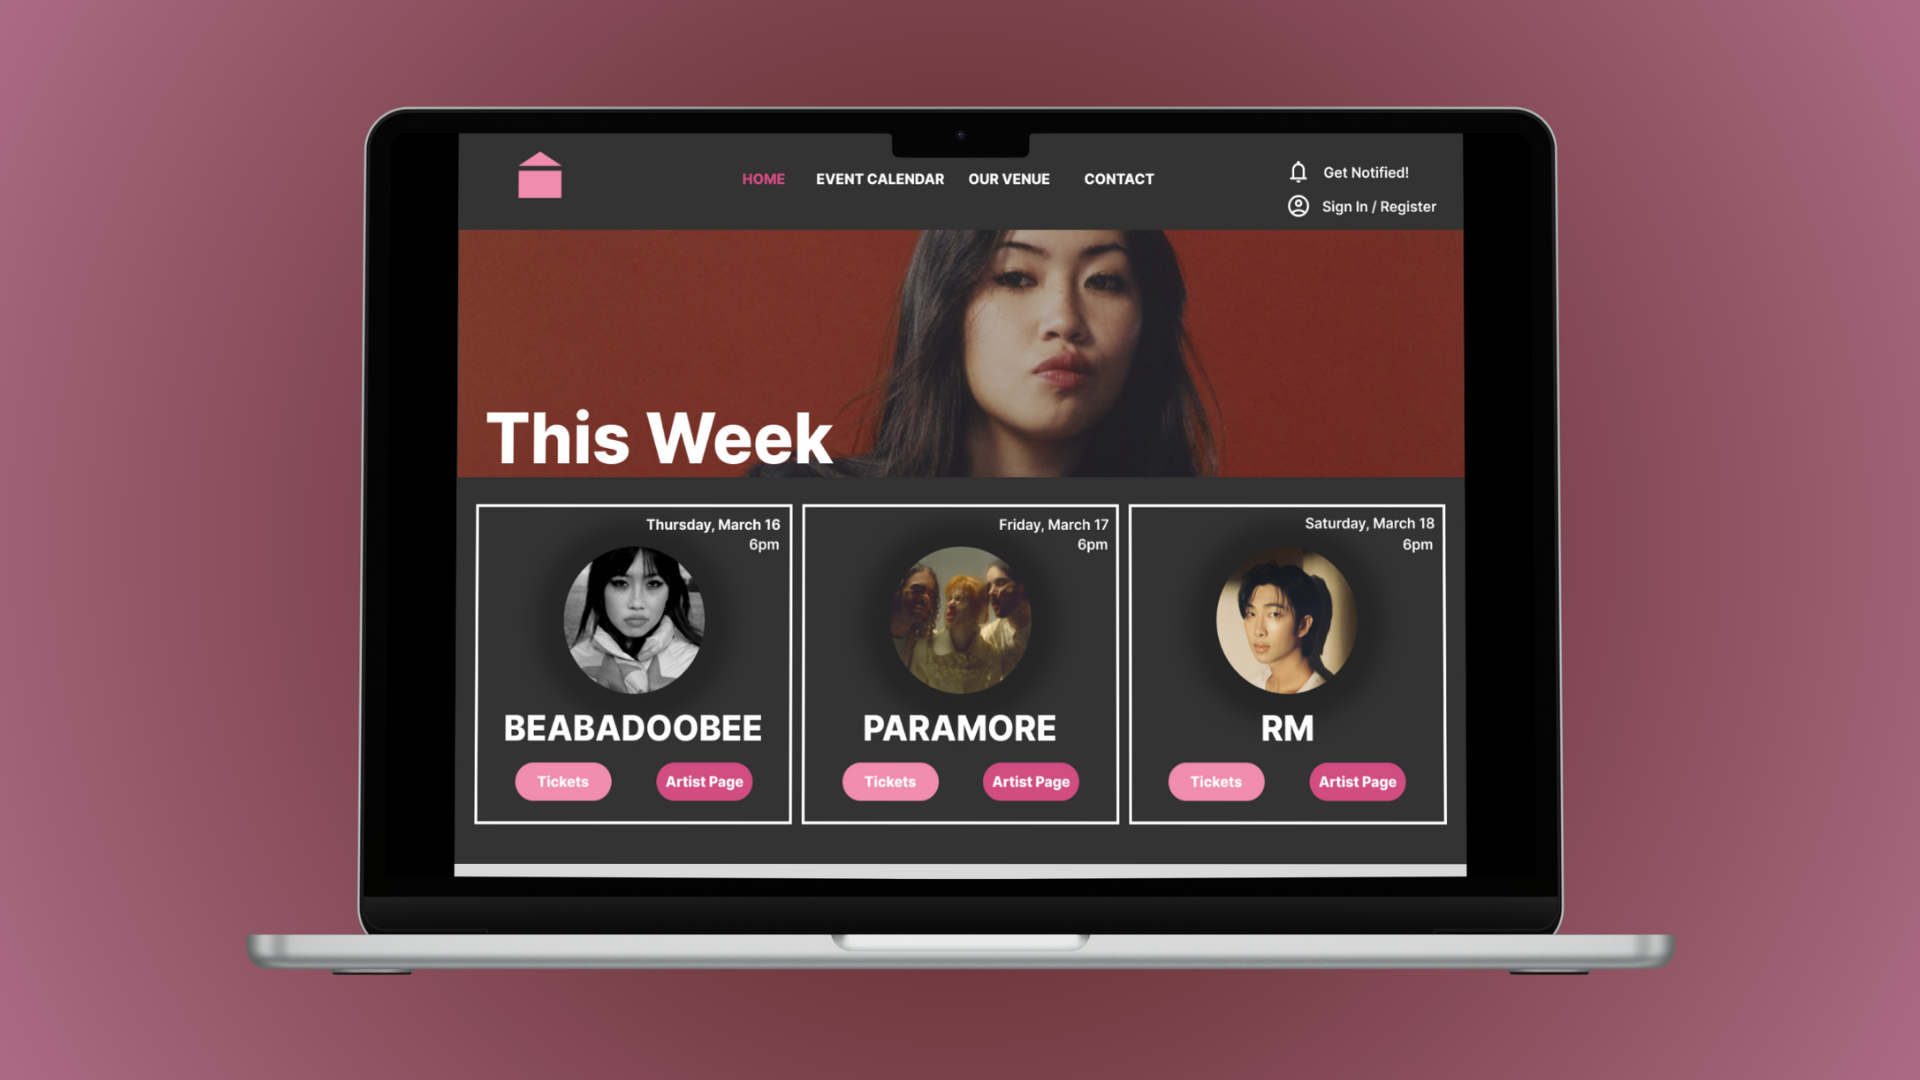 HOME EVENT CALENDAR OUR VENUE CONTACT
Get Notified!
Sign In / Register
This Week
Thursday, March 16
6pm
BEABADOOBEE
Tickets Artist Page
Friday, March 17
6pm
PARAMORE
Tickets Artist Page
Saturday, March 18
6pm
RM
Tickets Artist Page